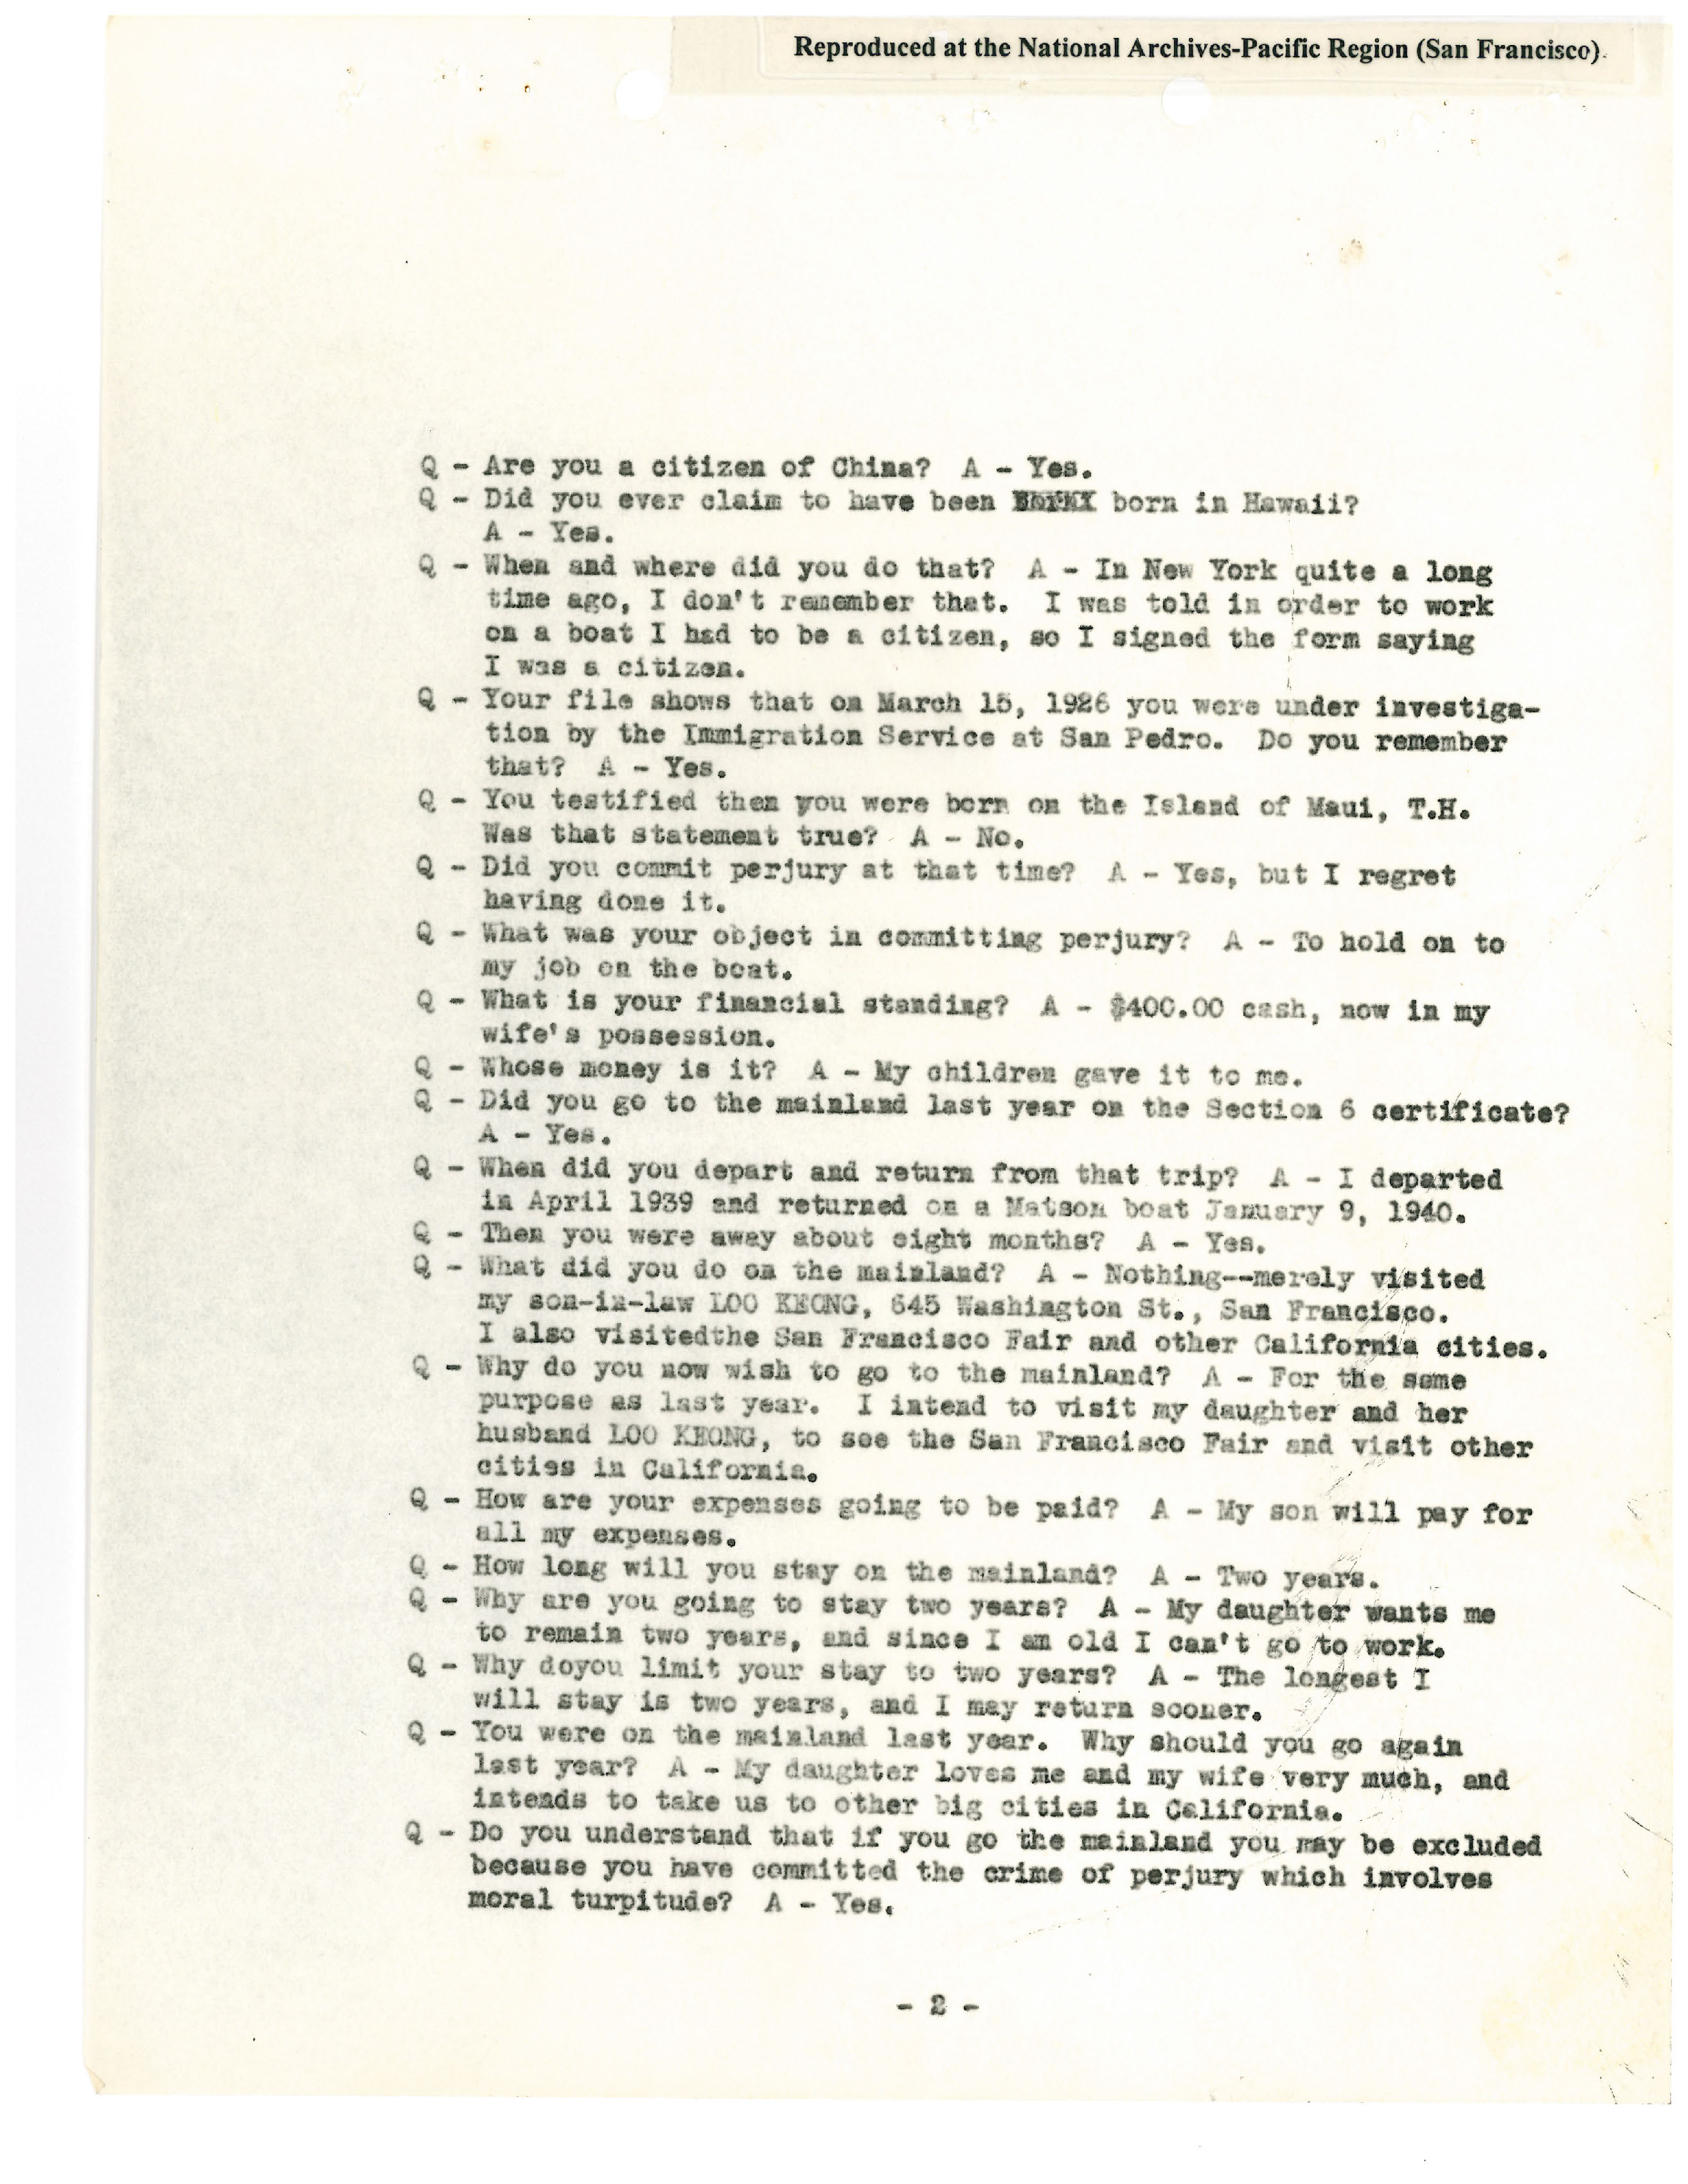 Reproduced at the National Archives-Pacific Region (San Francisco).
Q - Are you a citizen of China?  A - Yes.
Q - Did you ever claim to have been born in Hawaii?
A - Yes.
Q - When and where did you do that?  A - In New York quite a long
time ago, I don't remember that.  I was told in order to work
on a boat I had to be a citizen, so I signed the form saying
I was a citizen.
Q - Your file shows that on March 15, 1926 you were under investiga-
tion by the Immigration Service at San Pedro.  Do you remember
that?  A - Yes.
Q - You testified then you were born on the Island of Maui, T.H.
Was that statement true?  A - No.
Q - Did you commit perjury at that time?  A - Yes, but I regret
having done it.
Q - What was your object in committing perjury?  A - To hold on to
my job on the boat.
Q - What is your financial standing?  A - $400.00 cash, now in my
wife's possession.
Q - Whose money is it?  A - My children gave it to me.
Q - Did you go to the mainland last year on the Section 6 certificate?
A - Yes.
Q - When did you depart and return from that trip?  A - I departed
in April 1939 and returned on a Matson boat January 9, 1940.
Q - Then you were away about eight months?  A - Yes.
Q - What did you do on the mainland?  A - Nothing--merely visited
my son-in-law LOO KEONG, 645 Washington St., San Francisco.
I also visitedthe San Francisco Fair and other California cities.
Q - Why do you now wish to go to the mainland?  A - For the same
purpose as last year.  I intend to visit my daughter and her
husband LOO KEONG, to see the San Francisco Fair and visit other
cities in California.
Q - How are your expenses going to be paid?  A - My son will pay for
all my expenses.
Q - How long will you stay on the mainland?  A - Two years.
Q - Why are you going to stay two years?  A - My daughter wants me
to remain two years, and since I am old I can't go to work.
Q - Why doyou limit your stay to two years?  A - The longest I
will stay is two years, and I may return sooner.
Q - You were on the mainland last year.  Why should you go again
last year?  A - My daughter loves me and my wife very much, and
intends to take us to other big cities in California.
Q - Do you understand that if you go the mainland you may be excluded
because you have committed the crime of perjury which involves
moral turpitude?  A - Yes.
- 2 -